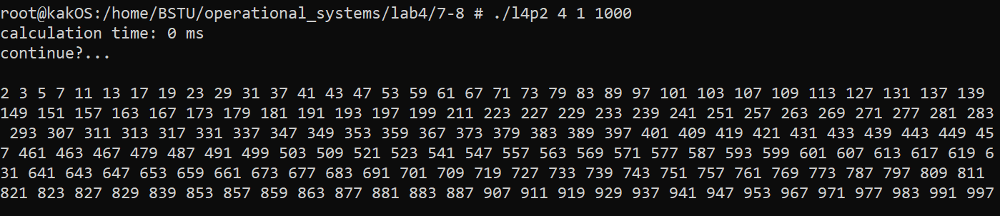 root@kakOS:/home/BSTU/operational_systems/lab4/7-8 # ./l4p2 4 1 1000
calculation time: 0 ms
continue?...
2 3 5 7 11 13 17 19 23 29 31 37 41 43 47 53 59 61 67 71 73 79 83 89 97 101 103 107 109 113 127 131 137 139
149 151 157 163 167 173 179 181 191 193 197 199 211 223 227 229 233 239 241 251 257 263 269 271 277 281 283
293 307 311 313 317 331 337 347 349 353 359 367 373 379 383 389 397 401 409 419 421 431 433 439 443 449 45
7 461 463 467 479 487 491 499 503 509 521 523 541 547 557 563 569 571 577 587 593 599 601 607 613 617 619 6
31 641 643 647 653 659 661 673 677 683 691 701 709 719 727 733 739 743 751 757 761 769 773 787 797 809 811
821 823 827 829 839 853 857 859 863 877 881 883 887 907 911 919 929 937 941 947 953 967 971 977 983 991 997